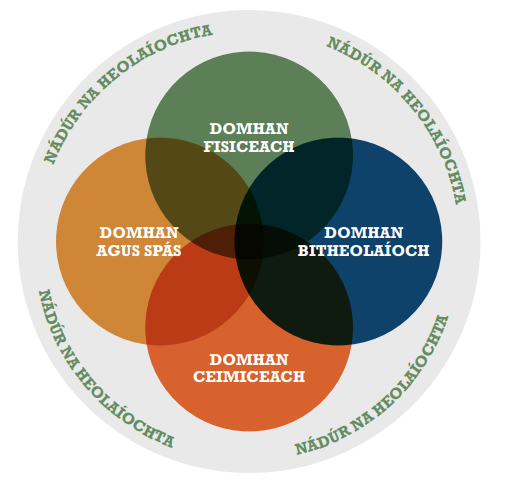 NÁDÚR NA HEOLAÍOCHTA
NÁDÚR NA HEOLAÍOCHTA
DOMHAN
FISICEACH
DOMHAN
AGUS SPÁS
DOMHAN
BITHEOLAÍOCH
DOMHAN
CEIMICEACH
NÁDÚR NA HEOLAÍOCHTA
NÁDÚR NA HEOLAÍOCHTA